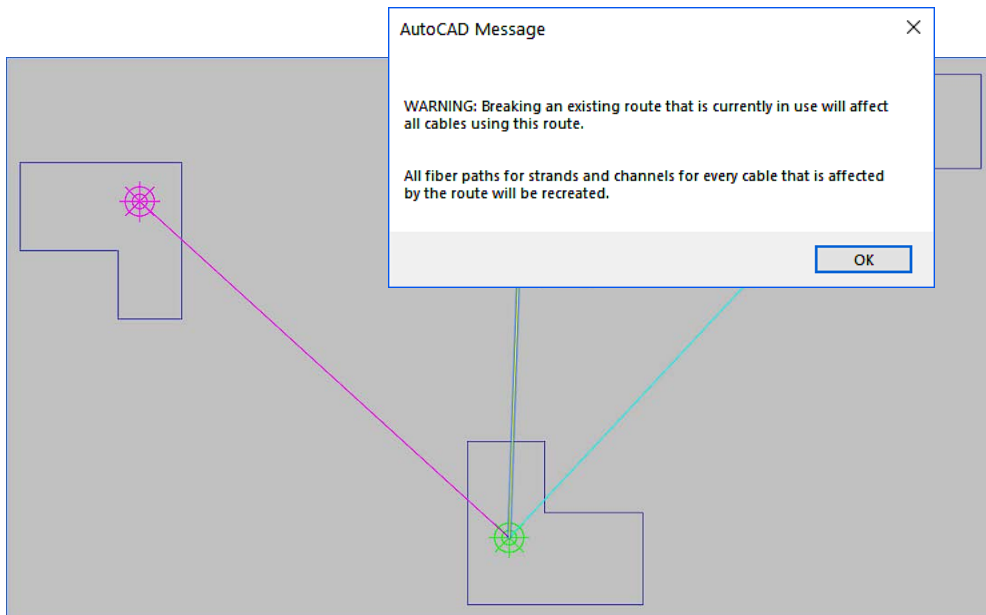 AutoCAD Message
WARNING: Breaking an existing route that is currently in use will affect
all cables using this route.
All fiber paths for strands and channels for every cable that is affected
by the route will be recreated.
OK